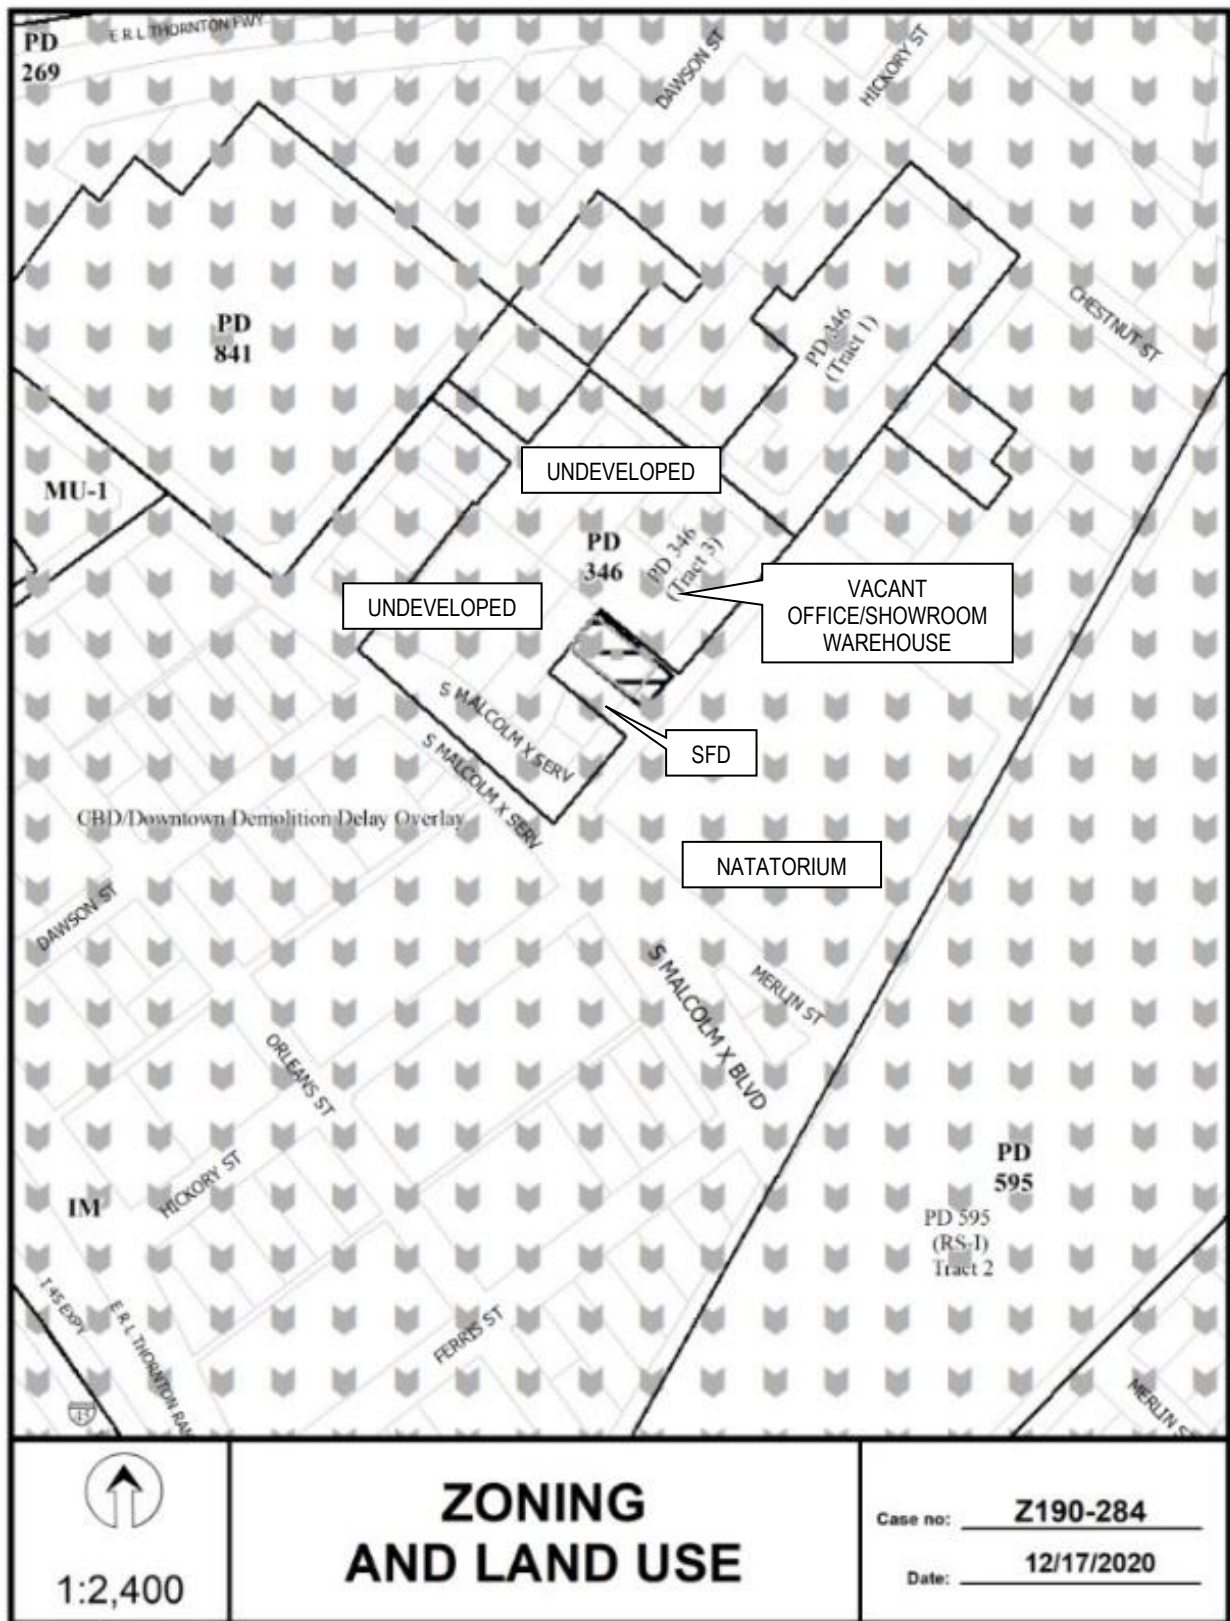 E R L THORNTON FWY
PD
269
DAWSON ST
HICKORY ST
CHESTNUT ST
PD
841
PD 346
(Tract 1)
MU-1
UNDEVELOPED
PD
346
PD 346
(Tract 3)
UNDEVELOPED
VACANT
OFFICE/SHOWROOM
WAREHOUSE
S MALCOLM X SERV
S MALCOLM X SERV
SFD
CBD/Downtown Demolition Delay Overlay
NATATORIUM
DAWSON ST
S MALCOLM X BLVD
MERLIN ST
ORLEANS ST
HICKORY ST
IM
PD
595
PD 595
(RS-I)
Tract 2
I 45 EXPY
E R L THORNTON RAM
FERRIS ST
MERLIN ST
45
1:2,400
ZONING
AND LAND USE
Case no: Z190-284
Date: 12/17/2020